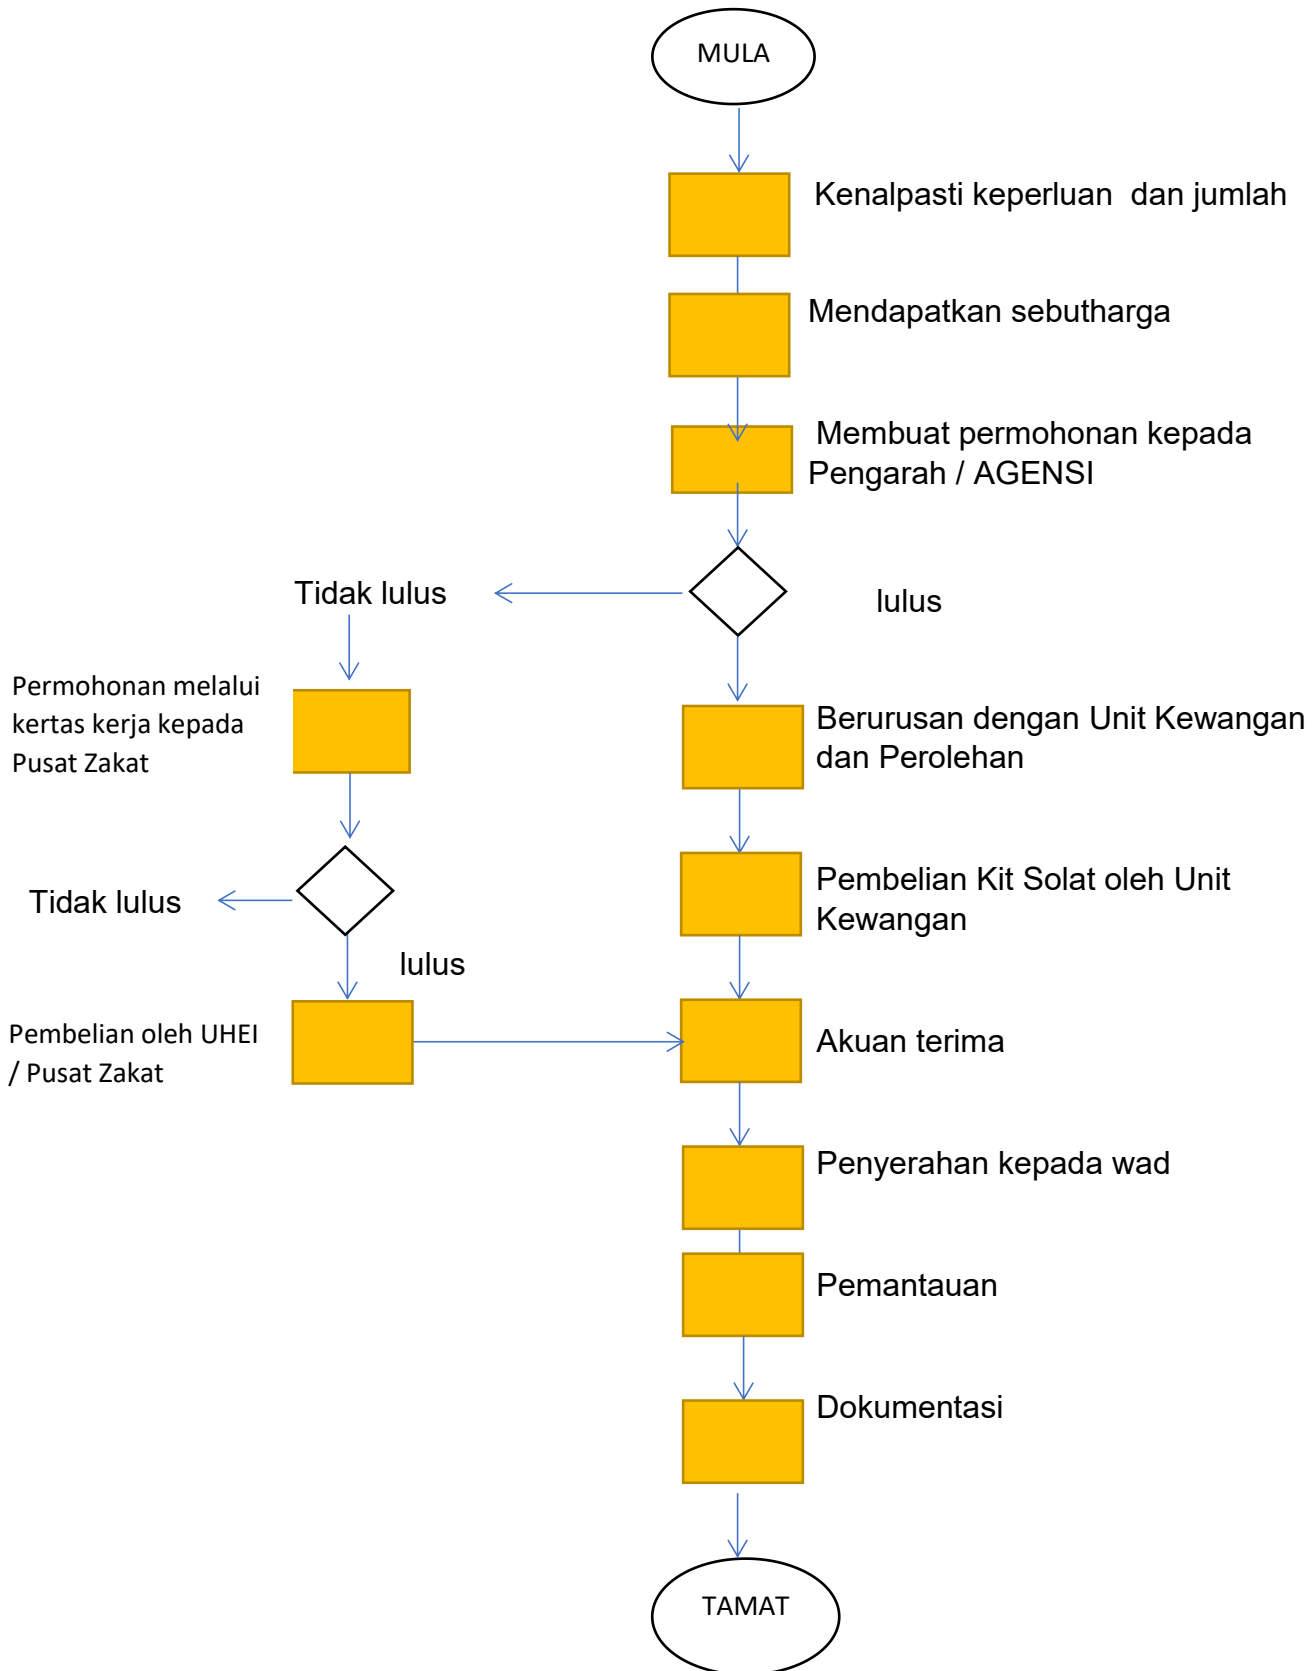 MULA
Kenalpasti keperluan  dan jumlah
Mendapatkan sebutharga
Membuat permohonan kepada
Pengarah / AGENSI
Tidak lulus
lulus
Permohonan melalui
kertas kerja kepada
Pusat Zakat
Berurusan dengan Unit Kewangan
dan Perolehan
Tidak lulus
Pembelian Kit Solat oleh Unit
Kewangan
lulus
Pembelian oleh UHEI
/ Pusat Zakat
Akuan terima
Penyerahan kepada wad
Pemantauan
Dokumentasi
TAMAT